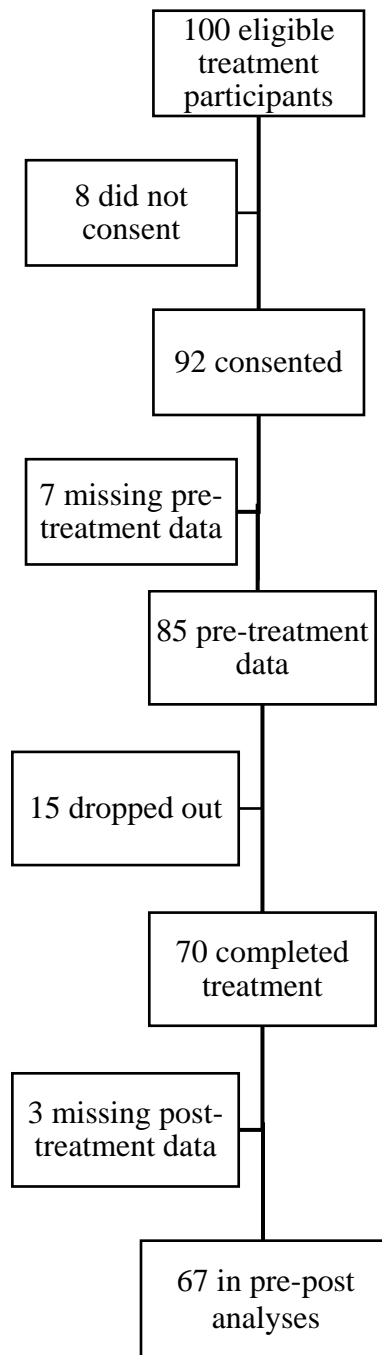 100 eligible
treatment
participants
8 did not
consent
92 consented
7 missing pre-
treatment data
85 pre-treatment
data
15 dropped out
70 completed
treatment
3 missing post-
treatment data
67 in pre-post
analyses